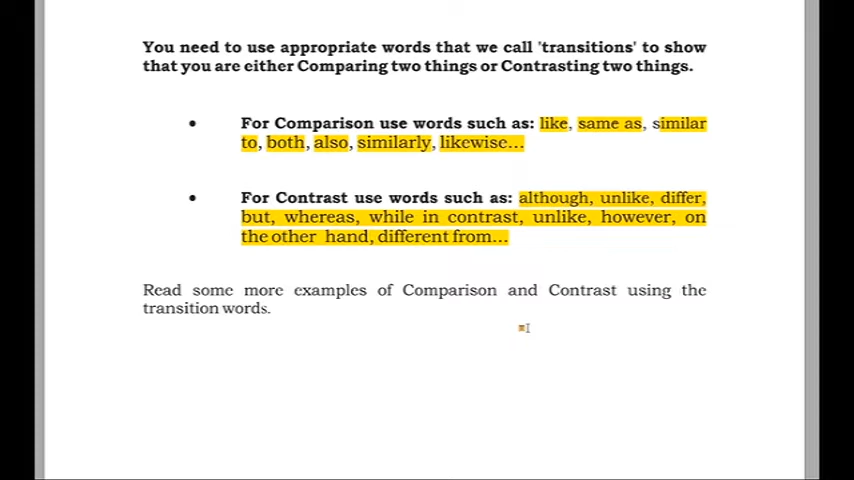 You need to use appropriate words that we call 'transitions' to show
that you are either Comparing two things or Contrasting two things.
• For Comparison use words such as: like, same as, similar
to, both, also, similarly, likewise...
• For Contrast use words such as: although, unlike, differ,
but, whereas, while in contrast, unlike, however, on
the other hand, different from...
Read some more examples of Comparison and Contrast using the
transition words.